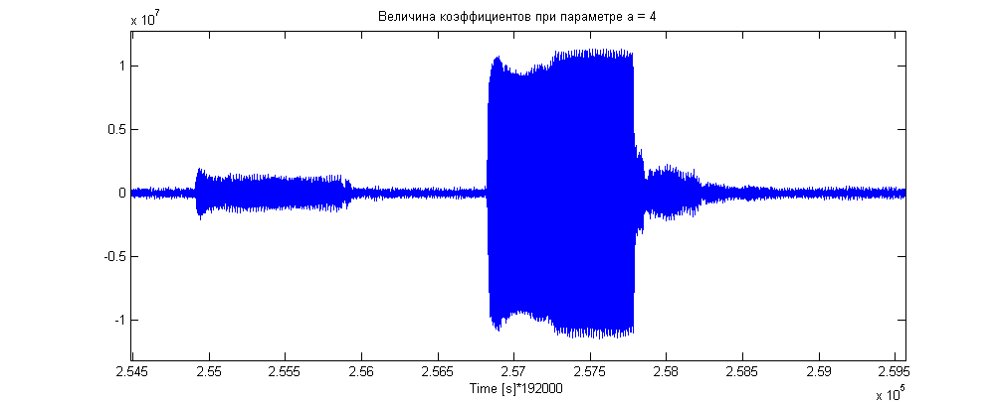 Величина коэффициентов при параметре a = 4
x 10^7
1
0.5
0
-0.5
-1
2.545 2.55 2.555 2.56 2.565 2.57 2.575 2.58 2.585 2.59 2.595
Time [s]*192000
x 10^5